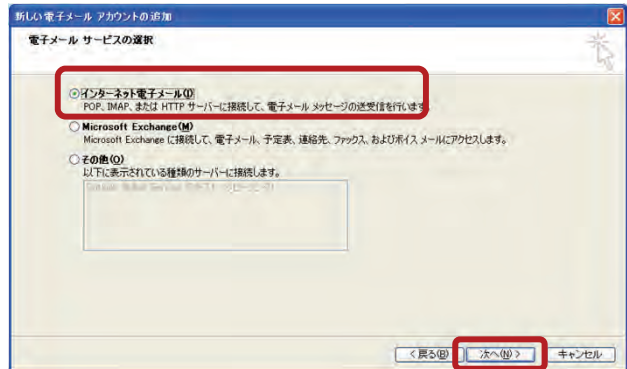 新しい電子メール アカウントの追加
電子メール サービスの選択
インターネット電子メール(I)
POP、IMAP、または HTTP サーバーに接続して、電子メール メッセージの送受信を行います
Microsoft Exchange(M)
Microsoft Exchange に接続して、電子メール、予定表、連絡先、ファックス、およびボイス メールにアクセスします。
その他(O)
以下に表示されている種類のサーバーに接続します。
Outlook Mobile Service
< 戻る(B) 次へ(N) > キャンセル